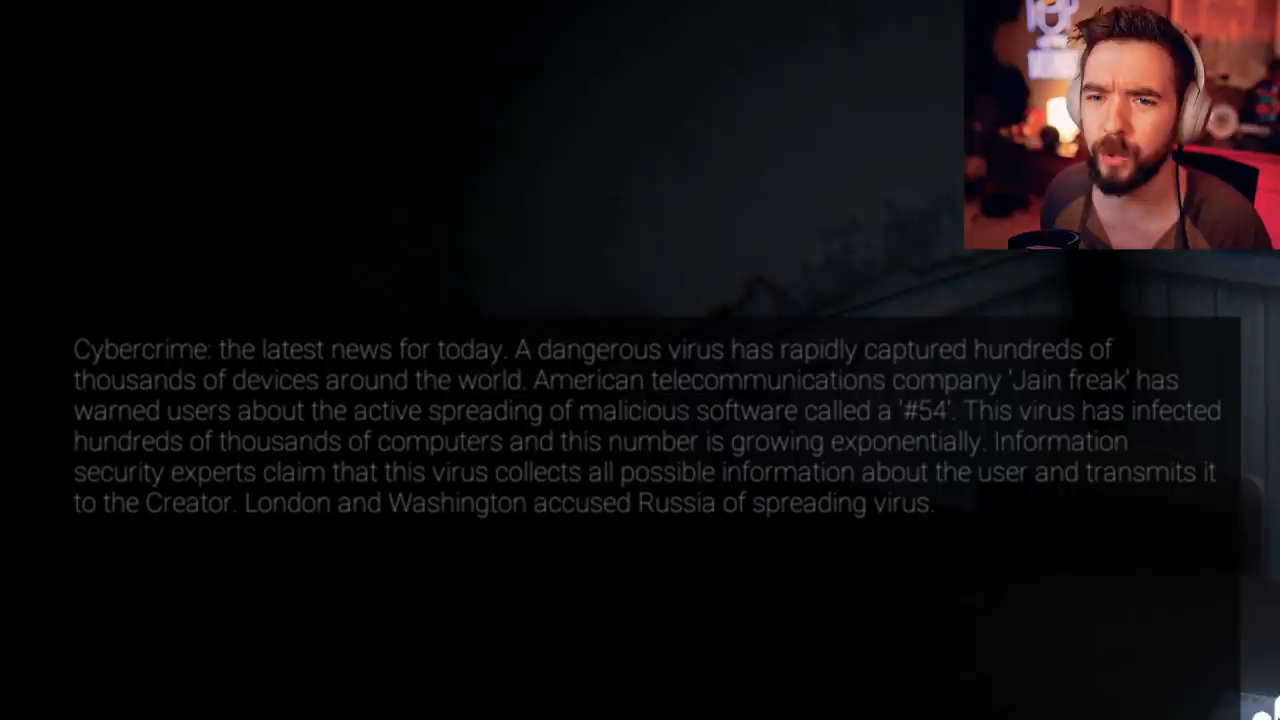 Cybercrime: the latest news for today. A dangerous virus has rapidly captured hundreds of
thousands of devices around the world. American telecommunications company 'Jain freak' has
warned users about the active spreading of malicious software called a '#54'. This virus has infected
hundreds of thousands of computers and this number is growing exponentially. Information
security experts claim that this virus collects all possible information about the user and transmits it
to the Creator. London and Washington accused Russia of spreading virus.